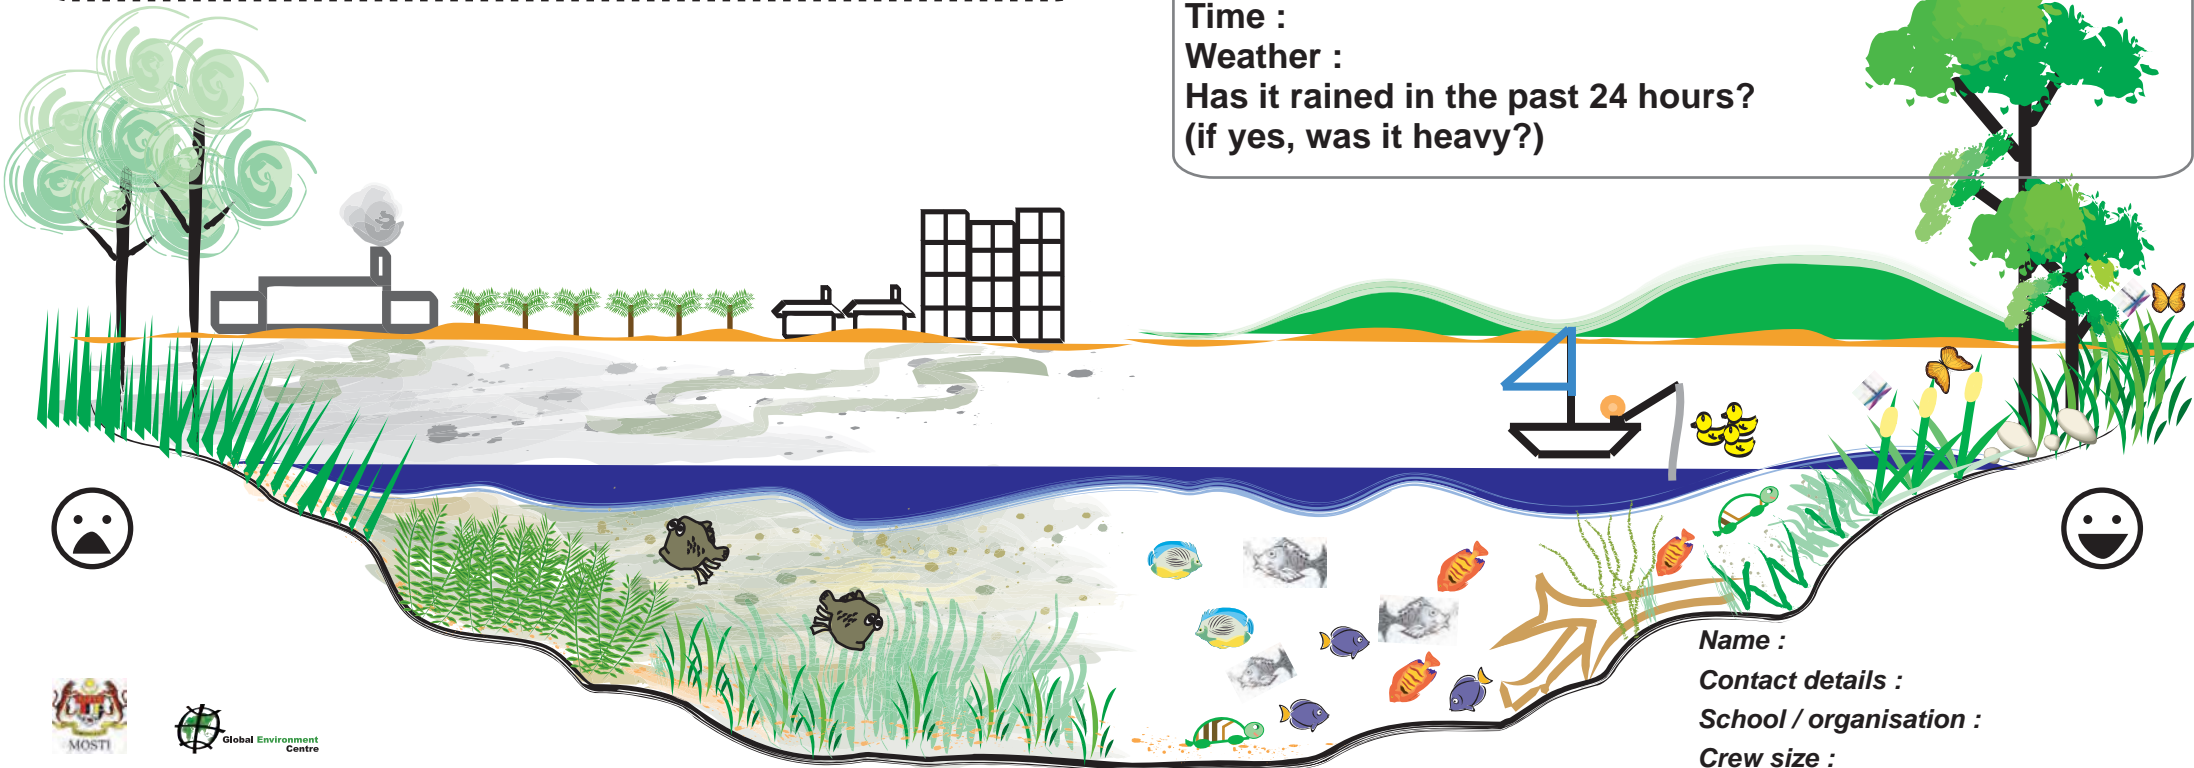 Time :
Weather :
Has it rained in the past 24 hours?
(if yes, was it heavy?)
Name :
Contact details :
School / organisation :
Crew size :
MOSTI
Global Environment
Centre